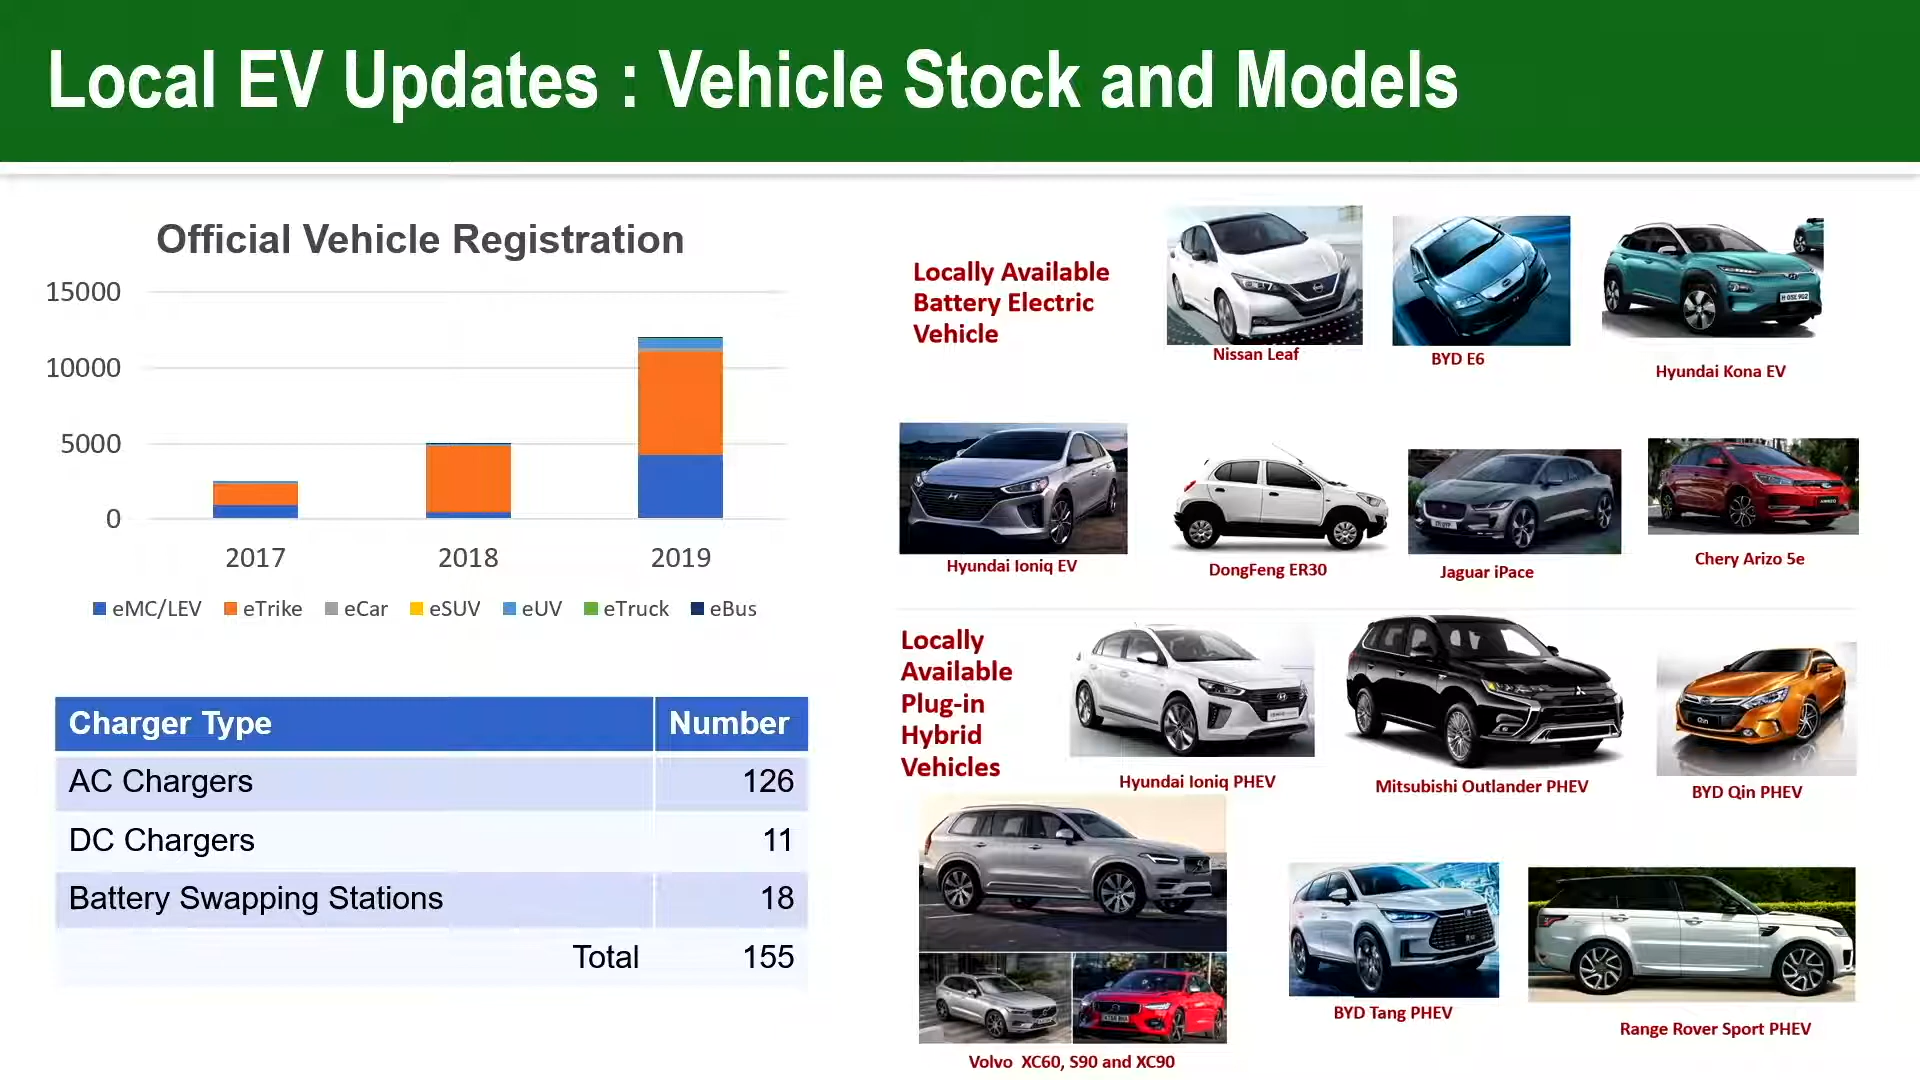 Local EV Updates : Vehicle Stock and Models
Official Vehicle Registration
15000
10000
5000
0
2017 2018 2019
eMC/LEV eTrike eCar eSUV eUV eTruck eBus
Charger Type Number
AC Chargers 126
DC Chargers 11
Battery Swapping Stations 18
Total 155
Locally Available
Battery Electric
Vehicle
Nissan Leaf
BYD E6
Hyundai Kona EV
Hyundai Ioniq EV
DongFeng ER30
Jaguar iPace
Chery Arizo 5e
Locally
Available
Plug-in
Hybrid
Vehicles
Hyundai Ioniq PHEV
Mitsubishi Outlander PHEV
BYD Qin PHEV
Volvo XC60, S90 and XC90
BYD Tang PHEV
Range Rover Sport PHEV